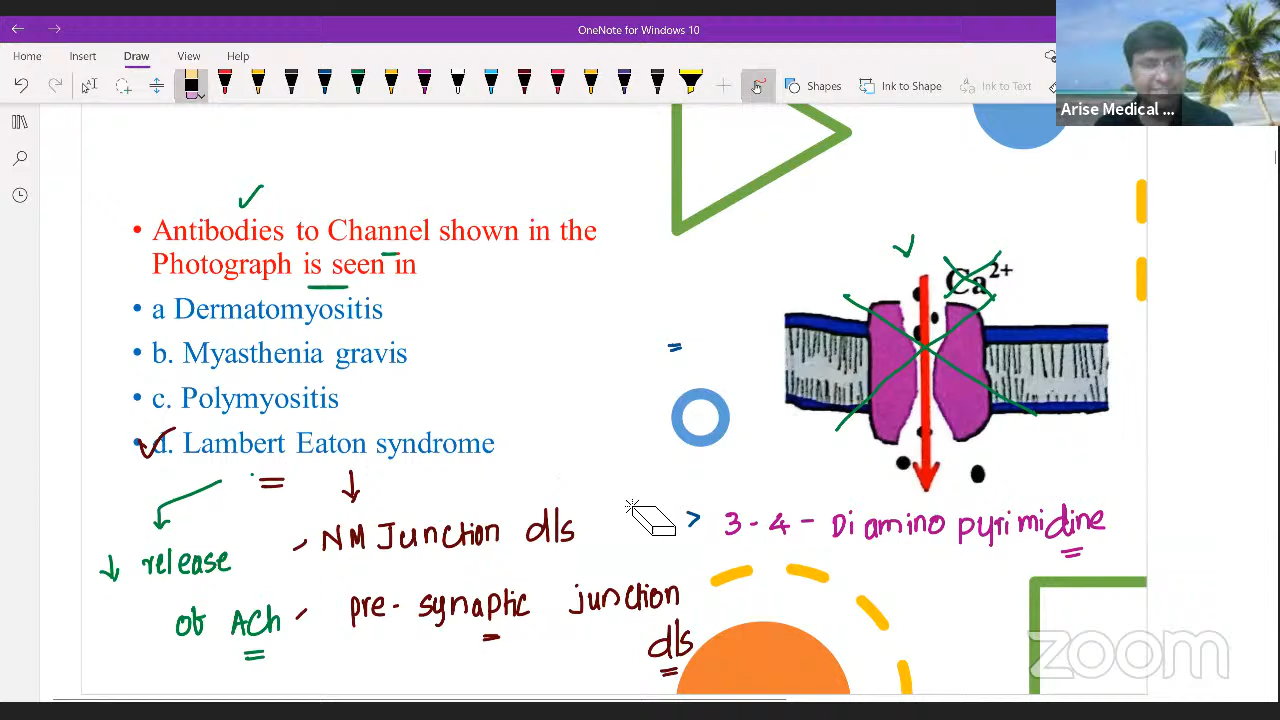 OneNote for Windows 10
Home Insert Draw View Help
Shapes Ink to Shape Ink to Text
Arise Medical ...
• Antibodies to Channel shown in the
Photograph is seen in
• a Dermatomyositis
• b. Myasthenia gravis
• c. Polymyositis
• d. Lambert Eaton syndrome
Ca2+
=
NM Junction dls
> 3-4- Diamino pyrimidine
↓ release
of ACh
pre-synaptic junction
dls
zoom